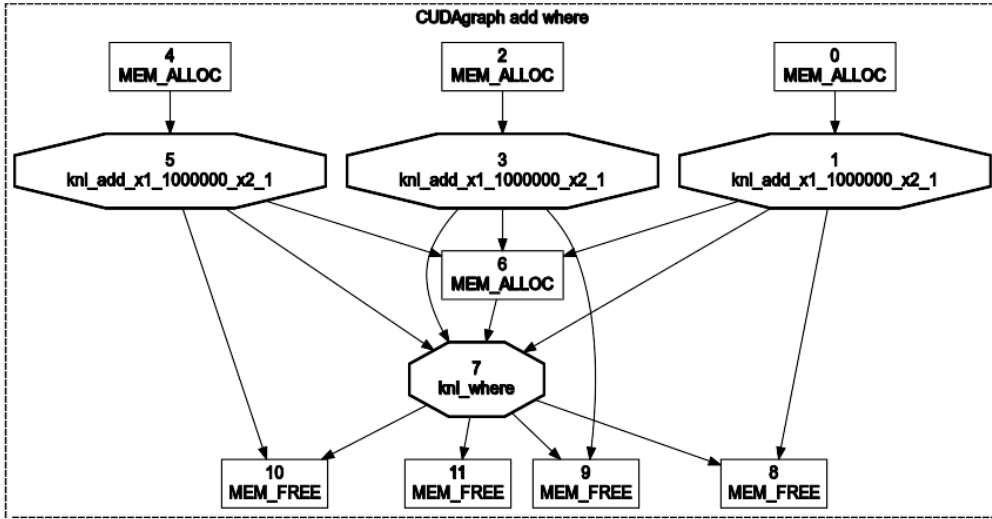 CUDAgraph add where
4
MEM_ALLOC
2
MEM_ALLOC
0
MEM_ALLOC
5
knl_add_x1_1000000_x2_1
3
knl_add_x1_1000000_x2_1
1
knl_add_x1_1000000_x2_1
6
MEM_ALLOC
7
knl_where
10
MEM_FREE
11
MEM_FREE
9
MEM_FREE
8
MEM_FREE